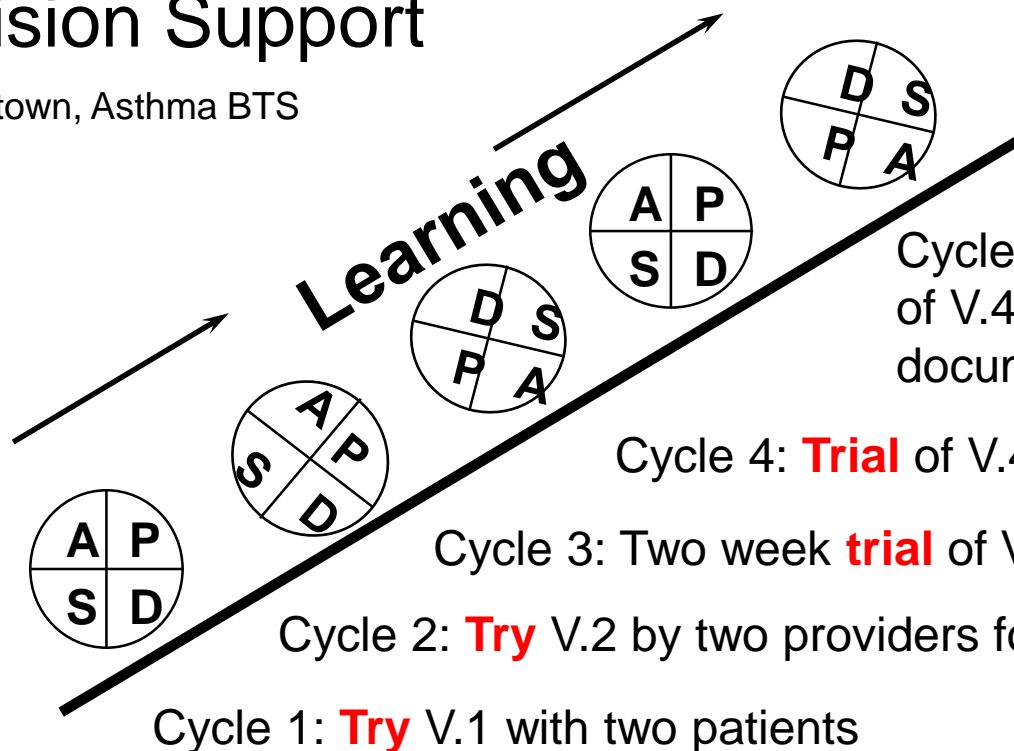 ision Support
town, Asthma BTS
Learning
D S
P A
A P
S D
D S
P A
A P
S D
A P
S D
Cycle
of V.4
docur
Cycle 4: Trial of V.4
Cycle 3: Two week trial of V
Cycle 2: Try V.2 by two providers fo
Cycle 1: Try V.1 with two patients